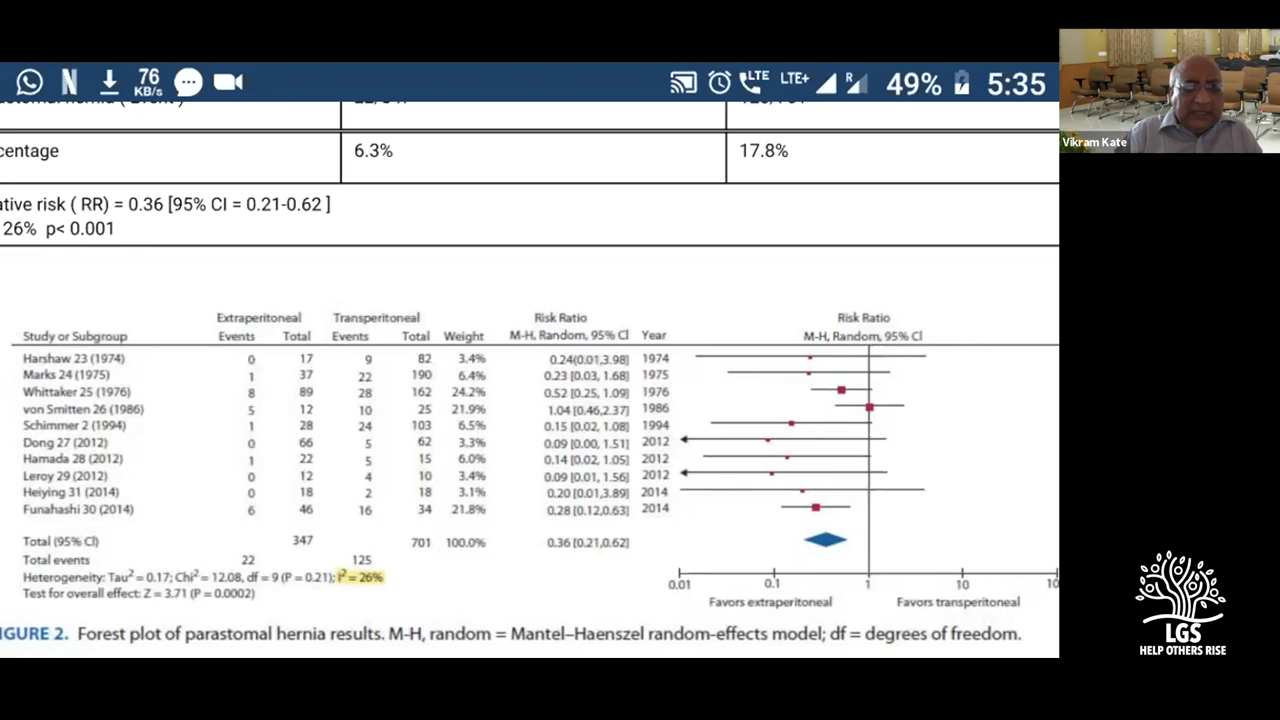 76 KB/s LTE LTE+ R 49% 5:35
centage 6.3% 17.8%
ative risk ( RR) = 0.36 [95% CI = 0.21-0.62 ]
26% p< 0.001
Extraperitoneal Transperitoneal Risk Ratio Risk Ratio
Study or Subgroup Events Total Events Total Weight M-H, Random, 95% CI Year M-H, Random, 95% CI
Harshaw 23 (1974) 0 17 9 82 3.4% 0.24(0.01,3.98] 1974
Marks 24 (1975) 1 37 22 190 6.4% 0.23 [0.03, 1.68] 1975
Whittaker 25 (1976) 8 89 28 162 24.2% 0.52 [0.25, 1.09] 1976
von Smitten 26 (1986) 5 12 10 25 21.9% 1.04 [0.46,2.37] 1986
Schimmer 2 (1994) 1 28 24 103 6.5% 0.15 [0.02, 1.08] 1994
Dong 27 (2012) 0 66 5 62 3.3% 0.09 [0.00, 1.51] 2012
Hamada 28 (2012) 1 22 5 15 6.0% 0.14 [0.02, 1.05] 2012
Leroy 29 (2012) 0 12 4 10 3.4% 0.09 [0.01, 1.56] 2012
Heiying 31 (2014) 0 18 2 18 3.1% 0.20 [0.01,3.89] 2014
Funahashi 30 (2014) 6 46 16 34 21.8% 0.28 [0.12,0.63] 2014
Total (95% CI) 347 701 100.0% 0.36 [0.21,0.62]
Total events 22 125
Heterogeneity: Tau² = 0.17; Chi² = 12.08, df = 9 (P = 0.21); I² = 26%
Test for overall effect: Z = 3.71 (P = 0.0002)
0.01 0.1 1 10
Favors extraperitoneal Favors transperitoneal
IGURE 2. Forest plot of parastomal hernia results. M-H, random = Mantel–Haenszel random-effects model; df = degrees of freedom.
Vikram Kate
LGS
HELP OTHERS RISE